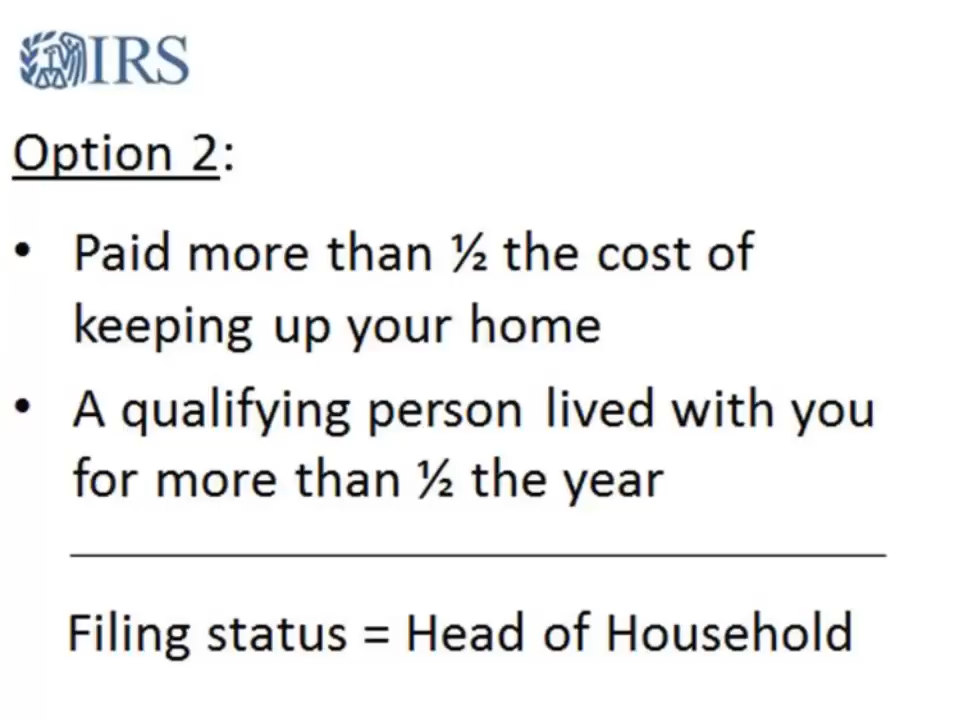 IRS
Option 2:
• Paid more than ½ the cost of
keeping up your home
• A qualifying person lived with you
for more than ½ the year
Filing status = Head of Household